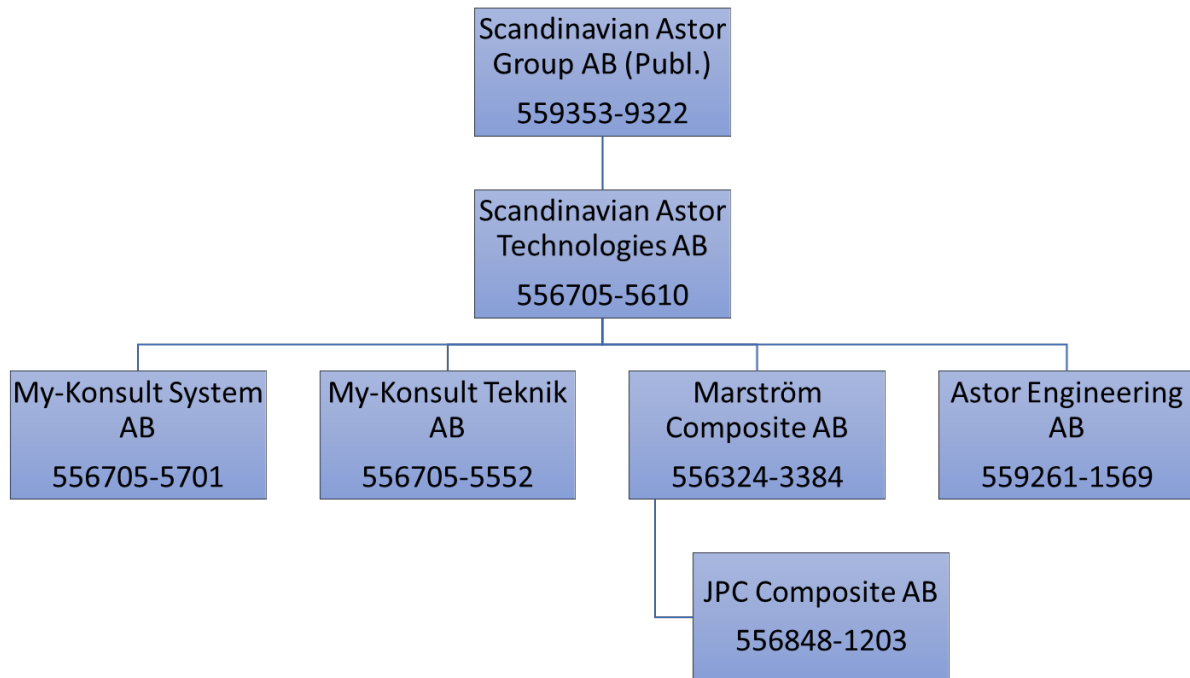 Scandinavian Astor
Group AB (Publ.)
559353-9322
Scandinavian Astor
Technologies AB
556705-5610
My-Konsult System
AB
556705-5701
My-Konsult Teknik
AB
556705-5552
Marström
Composite AB
556324-3384
Astor Engineering
AB
559261-1569
JPC Composite AB
556848-1203